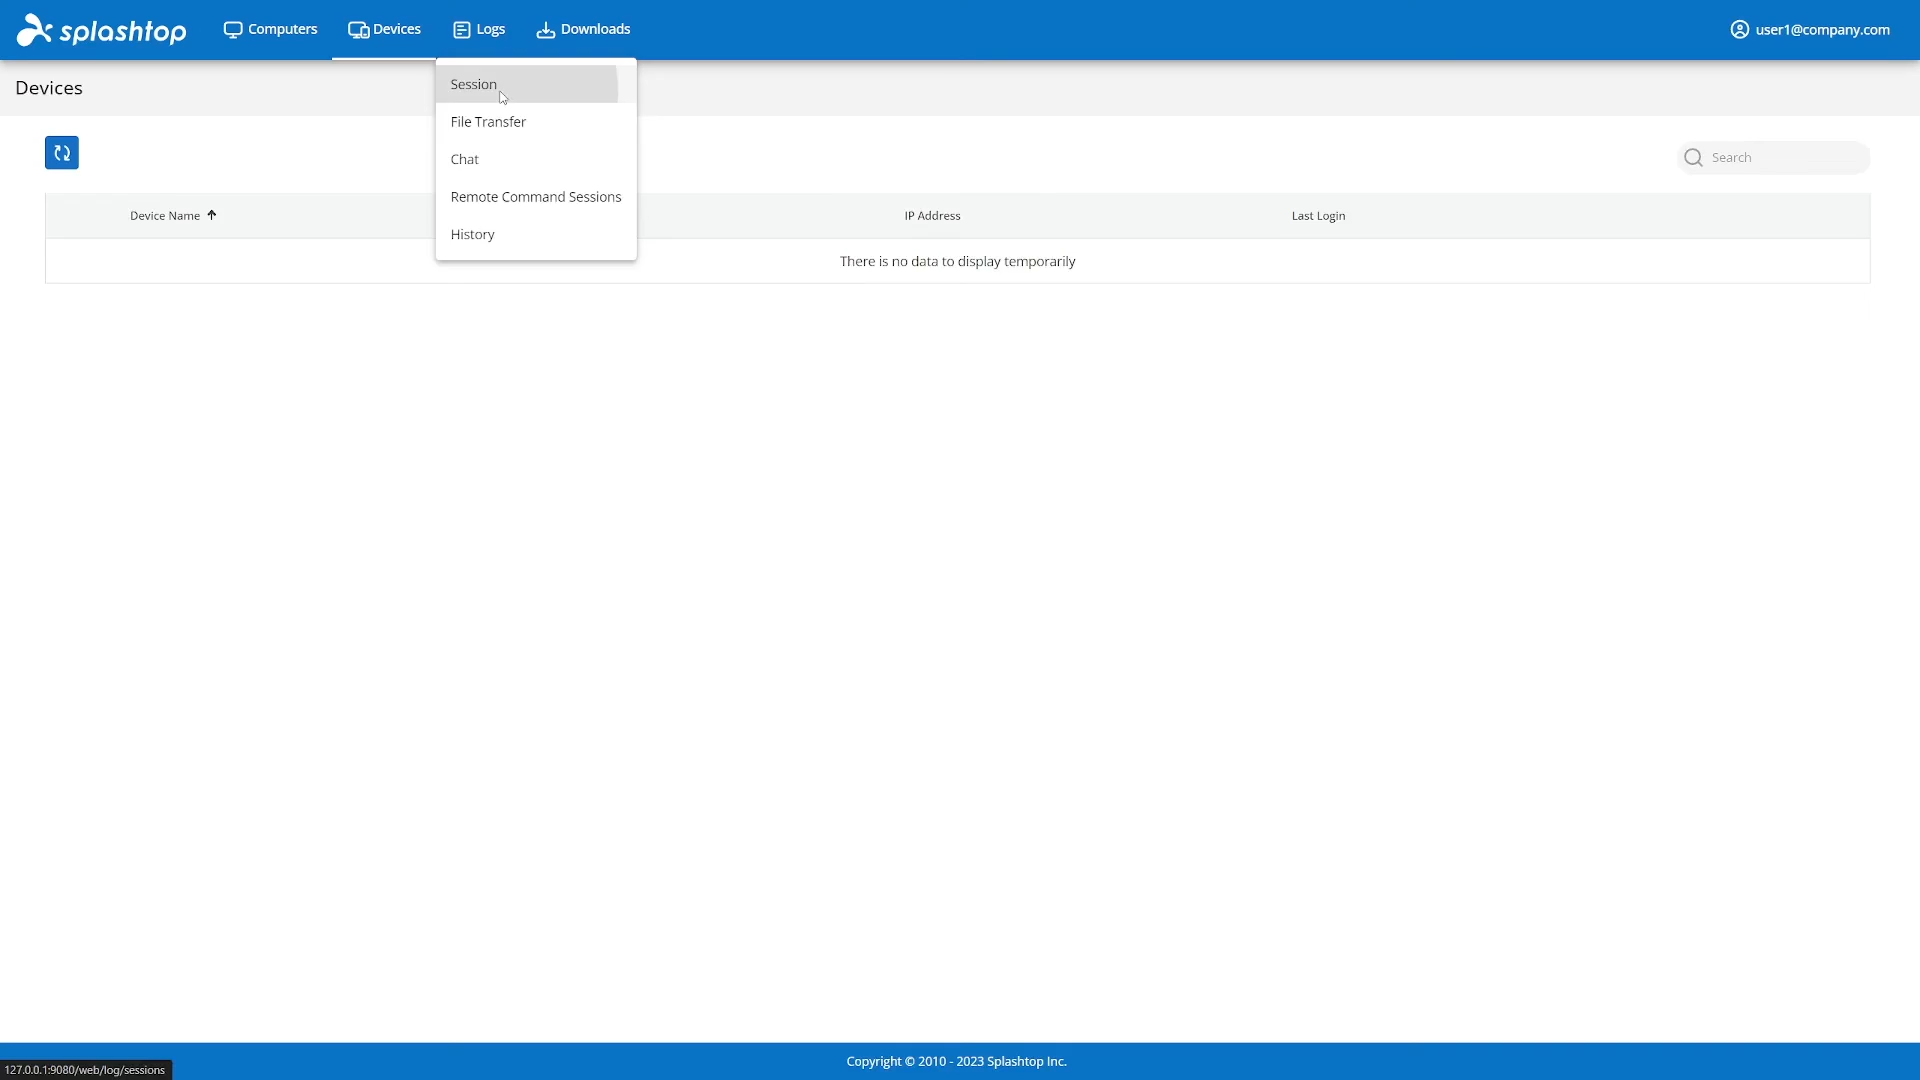 splashtop
Computers
Devices
Logs
Downloads
user1@company.com
Devices
Session
File Transfer
Chat
Remote Command Sessions
History
Search
Device Name
IP Address
Last Login
There is no data to display temporarily
Copyright © 2010 - 2023 Splashtop Inc.
127.0.0.1:9080/web/log/sessions